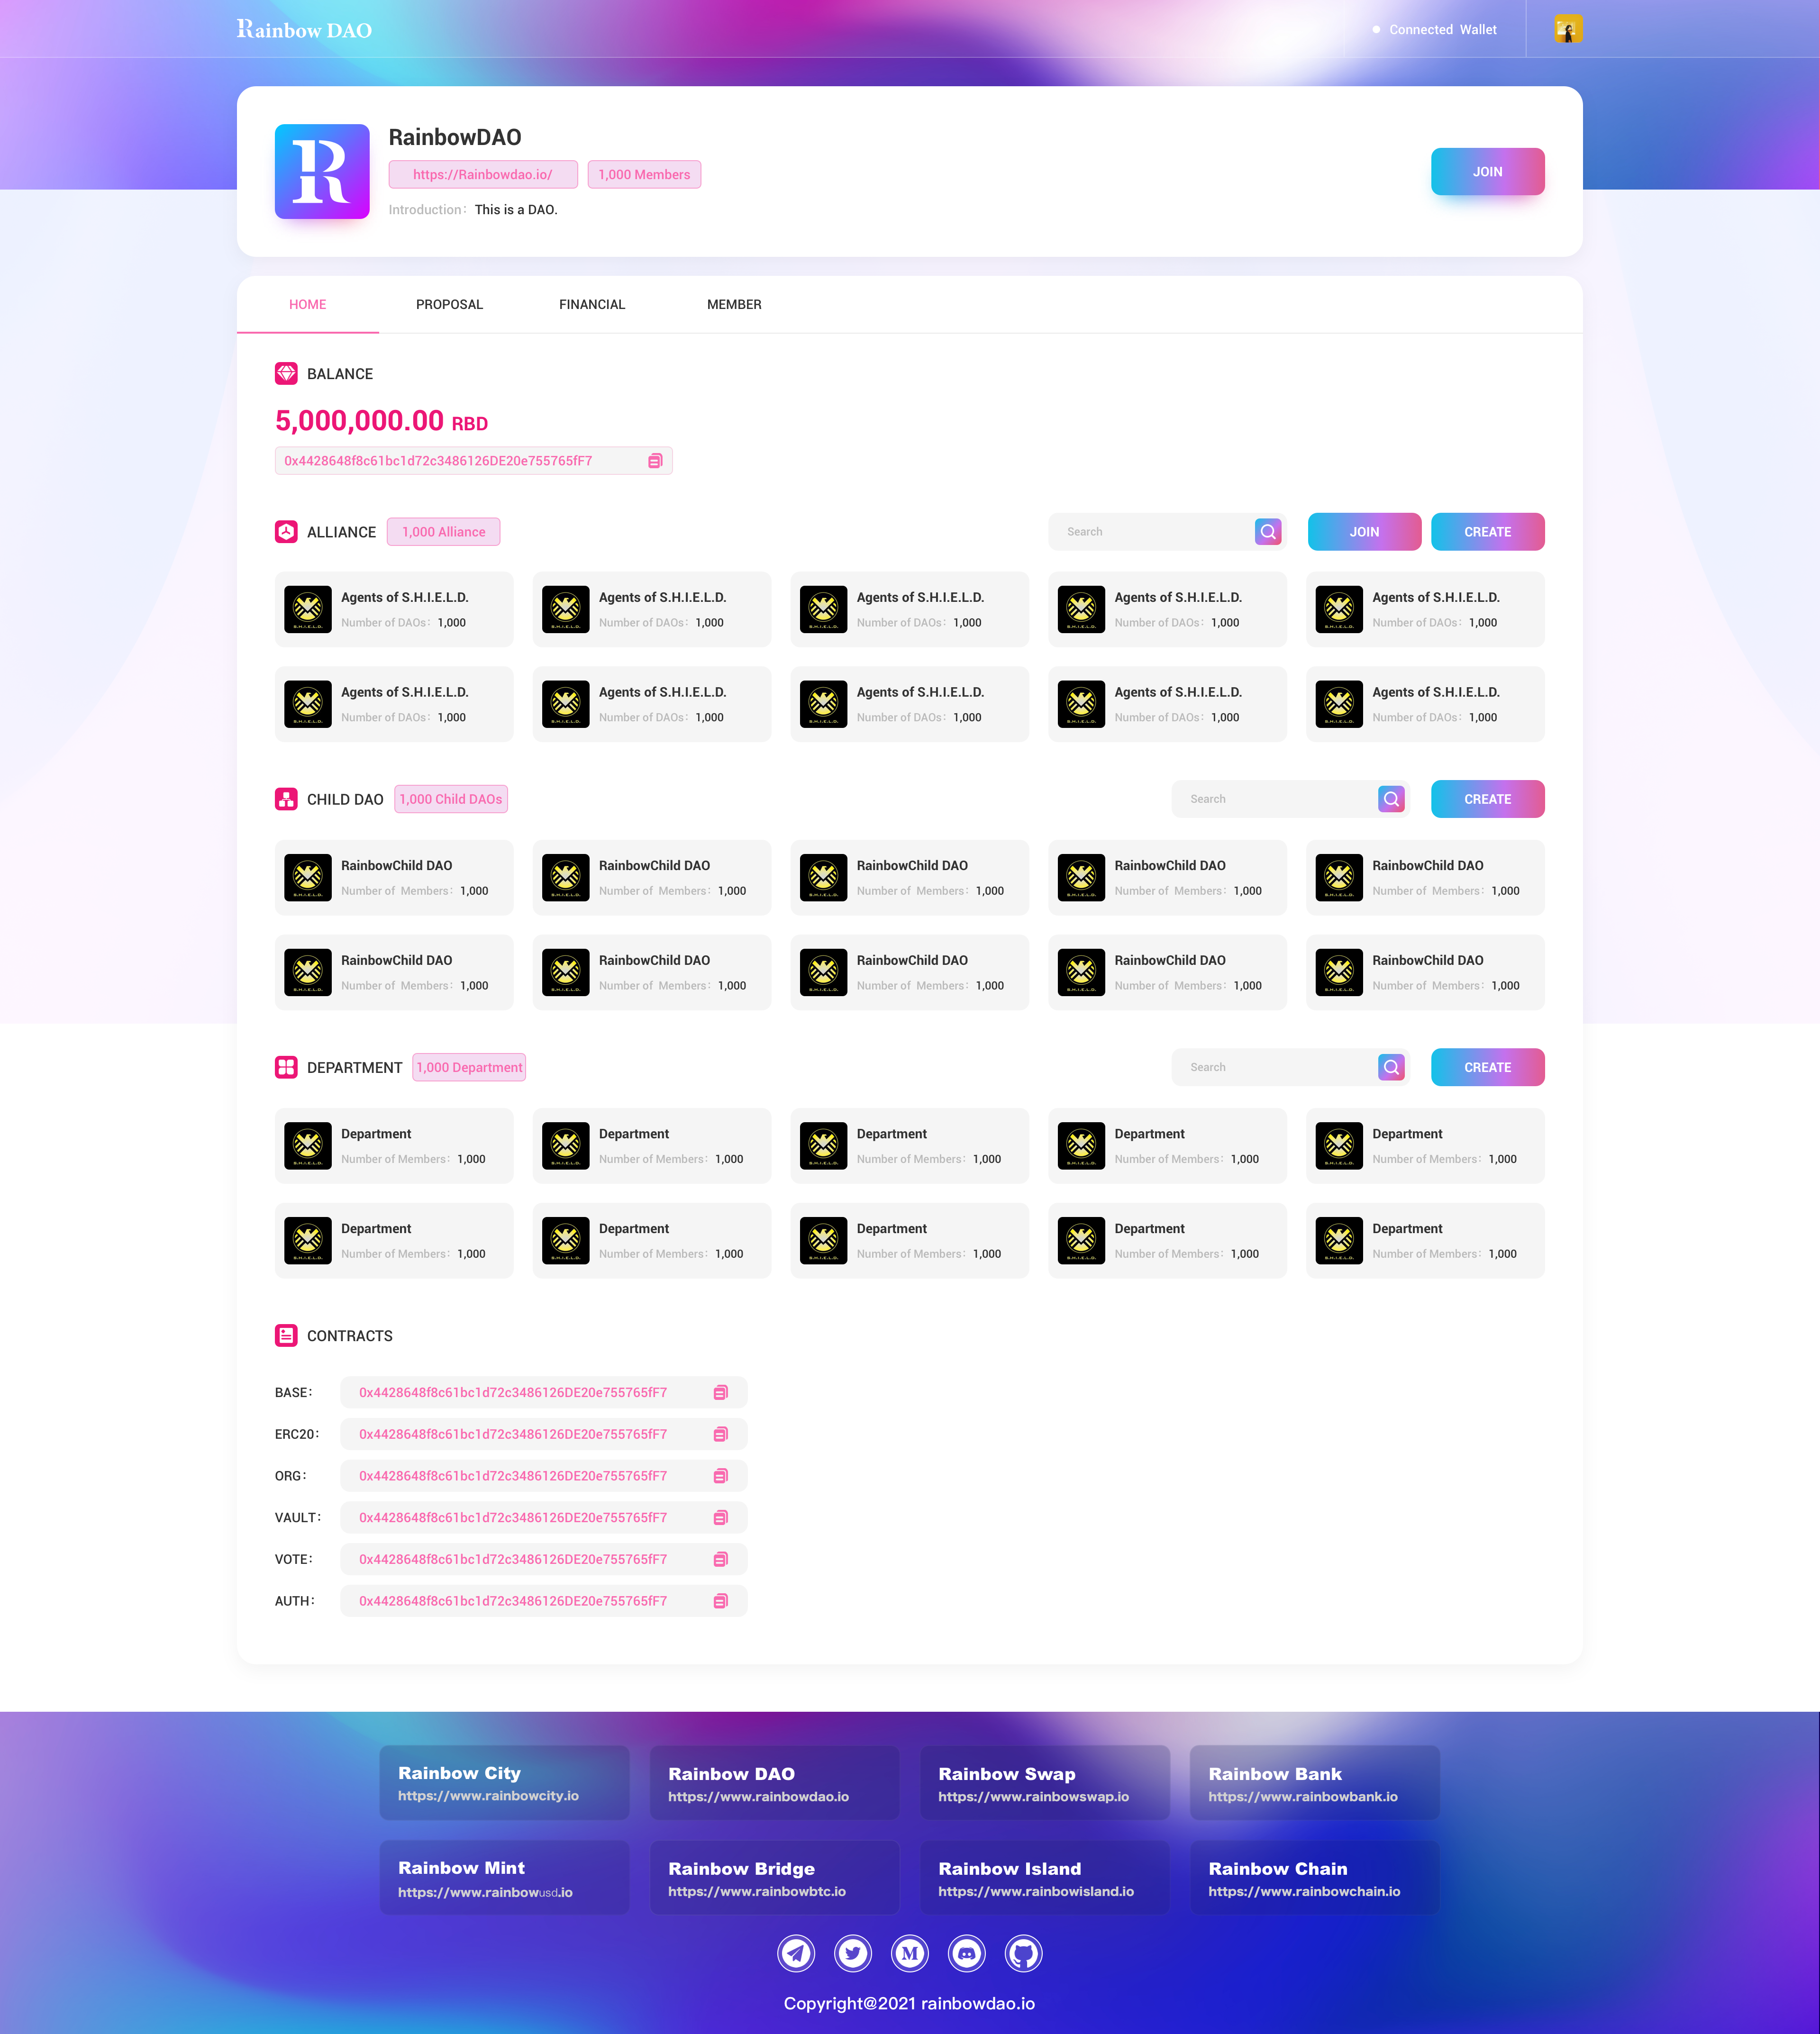 Rainbow DAO
Connected Wallet
RainbowDAO
https://Rainbowdao.io/ 1,000 Members
Introduction: This is a DAO.
JOIN
HOME PROPOSAL FINANCIAL MEMBER
BALANCE
5,000,000.00 RBD
0x4428648f8c61bc1d72c3486126DE20e755765fF7
ALLIANCE 1,000 Alliance Search JOIN CREATE
Agents of S.H.I.E.L.D. Agents of S.H.I.E.L.D. Agents of S.H.I.E.L.D. Agents of S.H.I.E.L.D. Agents of S.H.I.E.L.D.
Number of DAOs: 1,000 Number of DAOs: 1,000 Number of DAOs: 1,000 Number of DAOs: 1,000 Number of DAOs: 1,000
Agents of S.H.I.E.L.D. Agents of S.H.I.E.L.D. Agents of S.H.I.E.L.D. Agents of S.H.I.E.L.D. Agents of S.H.I.E.L.D.
Number of DAOs: 1,000 Number of DAOs: 1,000 Number of DAOs: 1,000 Number of DAOs: 1,000 Number of DAOs: 1,000
CHILD DAO 1,000 Child DAOs Search CREATE
RainbowChild DAO RainbowChild DAO RainbowChild DAO RainbowChild DAO RainbowChild DAO
Number of Members: 1,000 Number of Members: 1,000 Number of Members: 1,000 Number of Members: 1,000 Number of Members: 1,000
RainbowChild DAO RainbowChild DAO RainbowChild DAO RainbowChild DAO RainbowChild DAO
Number of Members: 1,000 Number of Members: 1,000 Number of Members: 1,000 Number of Members: 1,000 Number of Members: 1,000
DEPARTMENT 1,000 Department Search CREATE
Department Department Department Department Department
Number of Members: 1,000 Number of Members: 1,000 Number of Members: 1,000 Number of Members: 1,000 Number of Members: 1,000
Department Department Department Department Department
Number of Members: 1,000 Number of Members: 1,000 Number of Members: 1,000 Number of Members: 1,000 Number of Members: 1,000
CONTRACTS
BASE: 0x4428648f8c61bc1d72c3486126DE20e755765fF7
ERC20: 0x4428648f8c61bc1d72c3486126DE20e755765fF7
ORG: 0x4428648f8c61bc1d72c3486126DE20e755765fF7
VAULT: 0x4428648f8c61bc1d72c3486126DE20e755765fF7
VOTE: 0x4428648f8c61bc1d72c3486126DE20e755765fF7
AUTH: 0x4428648f8c61bc1d72c3486126DE20e755765fF7
Rainbow City Rainbow DAO Rainbow Swap Rainbow Bank
https://www.rainbowcity.io https://www.rainbowdao.io https://www.rainbowswap.io https://www.rainbowbank.io
Rainbow Mint Rainbow Bridge Rainbow Island Rainbow Chain
https://www.rainbowusd.io https://www.rainbowbtc.io https://www.rainbowisland.io https://www.rainbowchain.io
Copyright@2021 rainbowdao.io